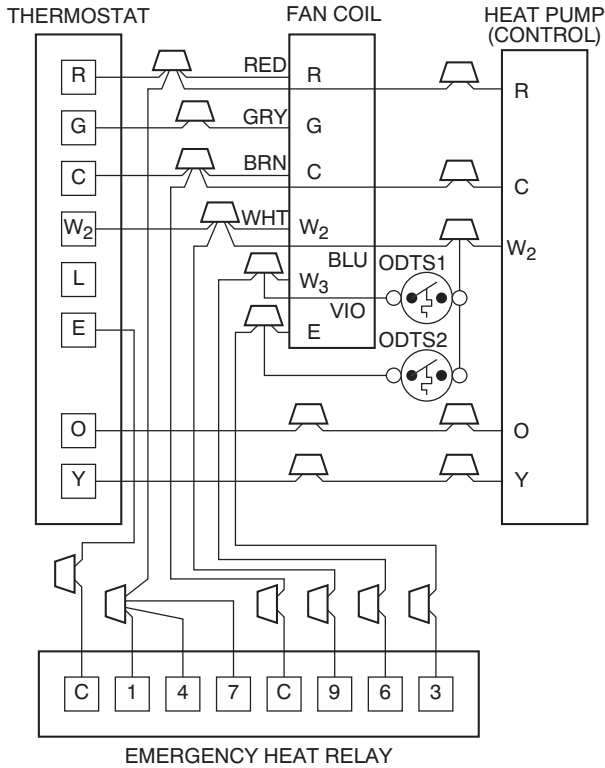 THERMOSTAT
FAN COIL
HEAT PUMP
(CONTROL)
R
RED
R
R
G
GRY
G
C
BRN
C
C
W2
WHT
W2
W2
L
BLU
W3
ODTS1
VIO
E
E
ODTS2
O
O
Y
Y
C
1
4
7
C
9
6
3
EMERGENCY HEAT RELAY